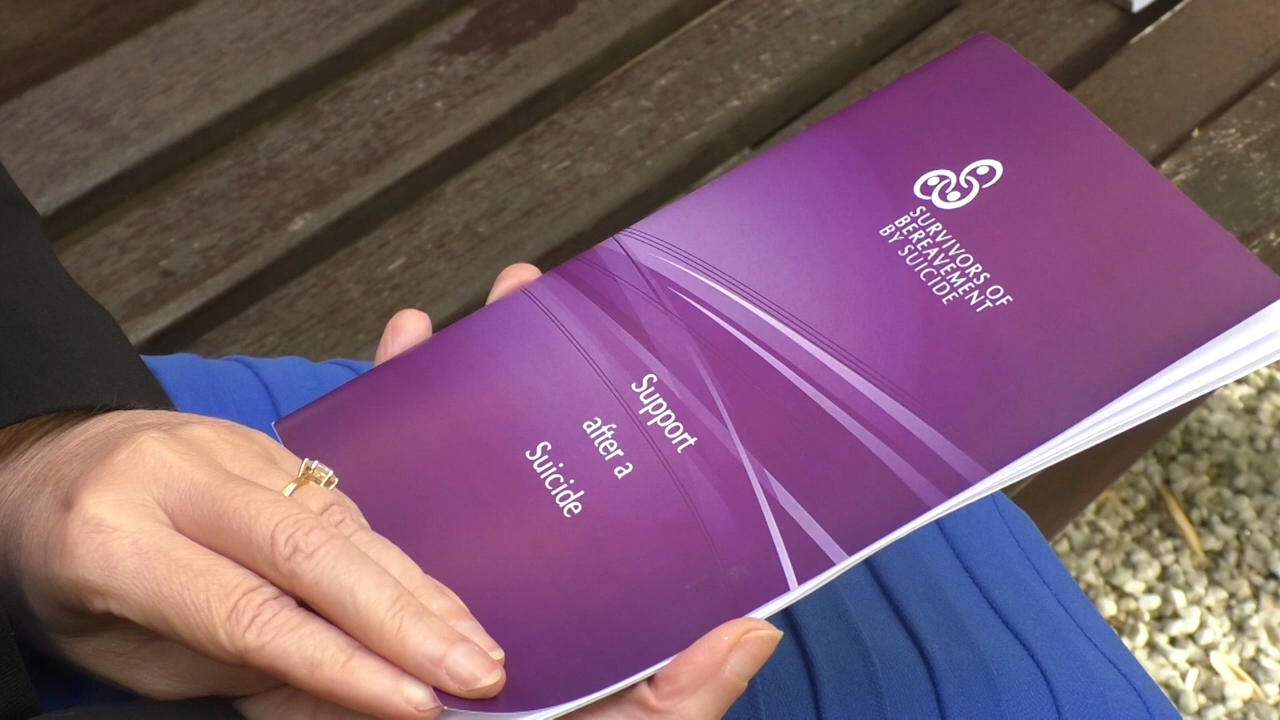 SURVIVORS OF
BEREAVEMENT
BY SUICIDE
Support
after a
Suicide